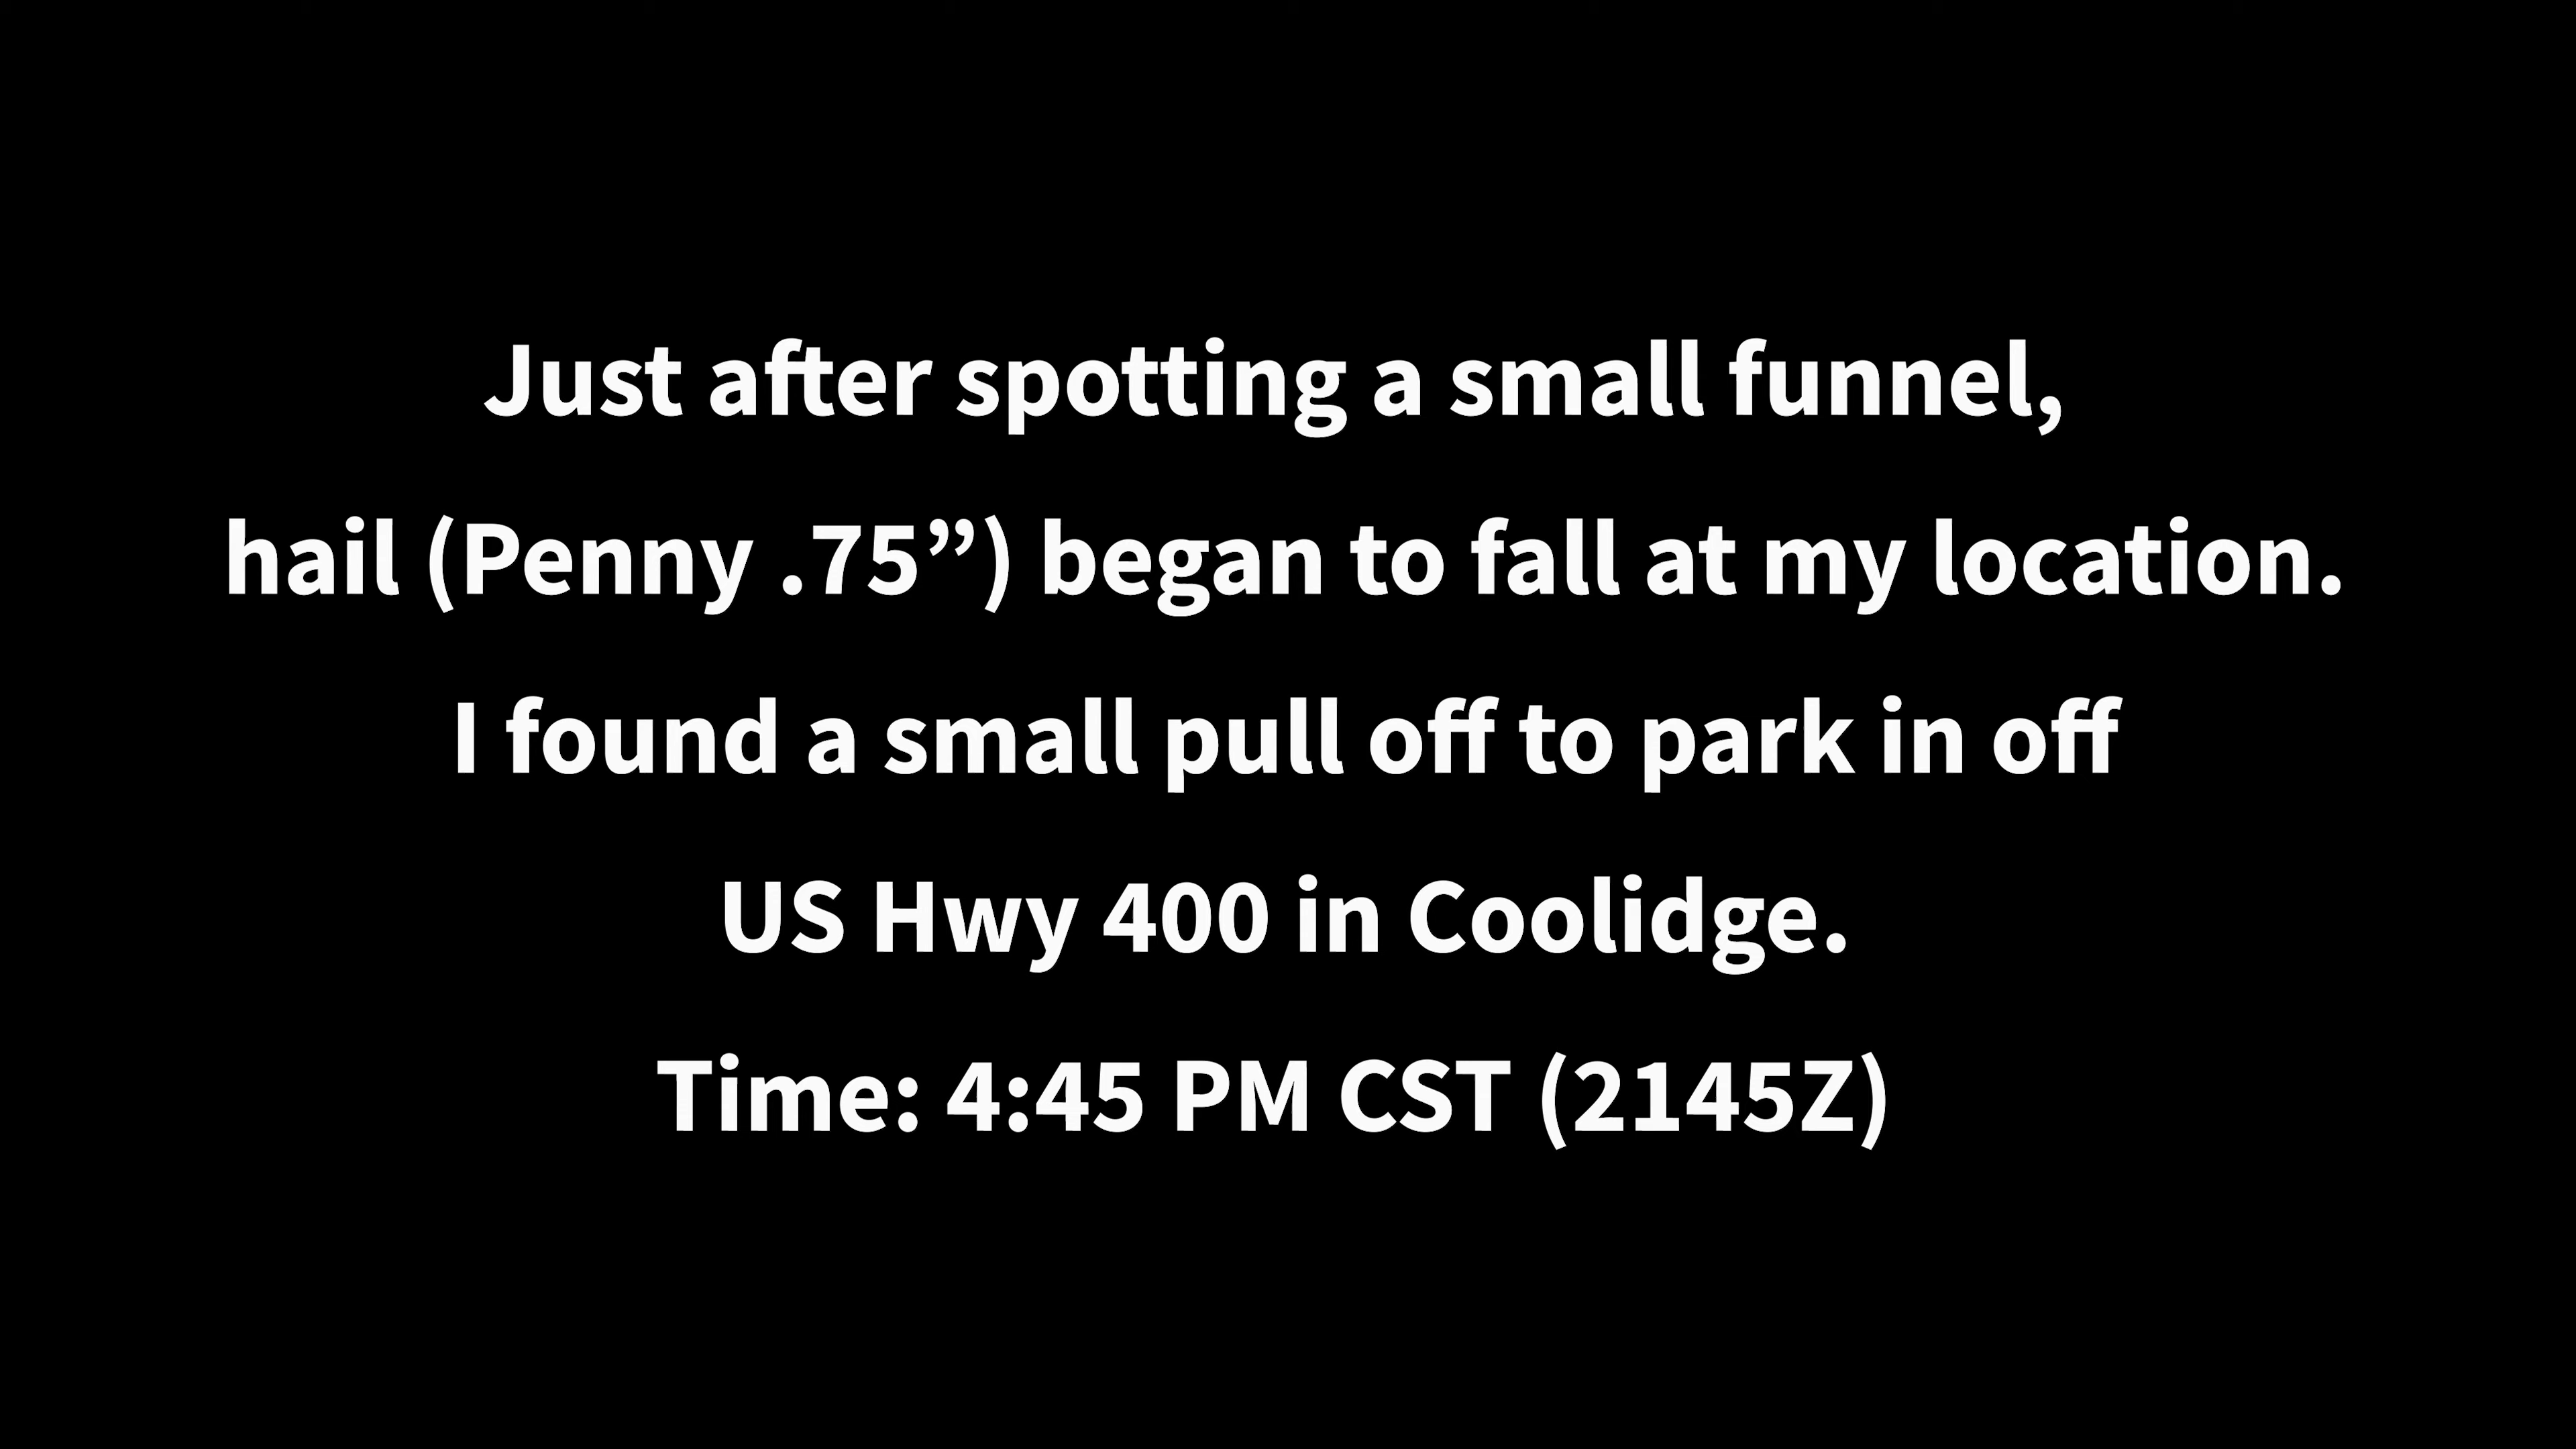 Just after spotting a small funnel,
hail (Penny .75”) began to fall at my location.
I found a small pull off to park in off
US Hwy 400 in Coolidge.
Time: 4:45 PM CST (2145Z)